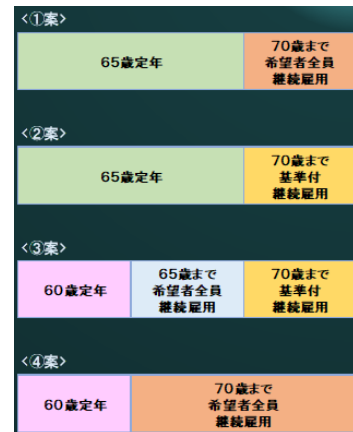 <①案>
65歳定年
70歳まで
希望者全員
継続雇用
<②案>
65歳定年
70歳まで
基準付
継続雇用
<③案>
60歳定年
65歳まで
希望者全員
継続雇用
70歳まで
基準付
継続雇用
<④案>
60歳定年
70歳まで
希望者全員
継続雇用